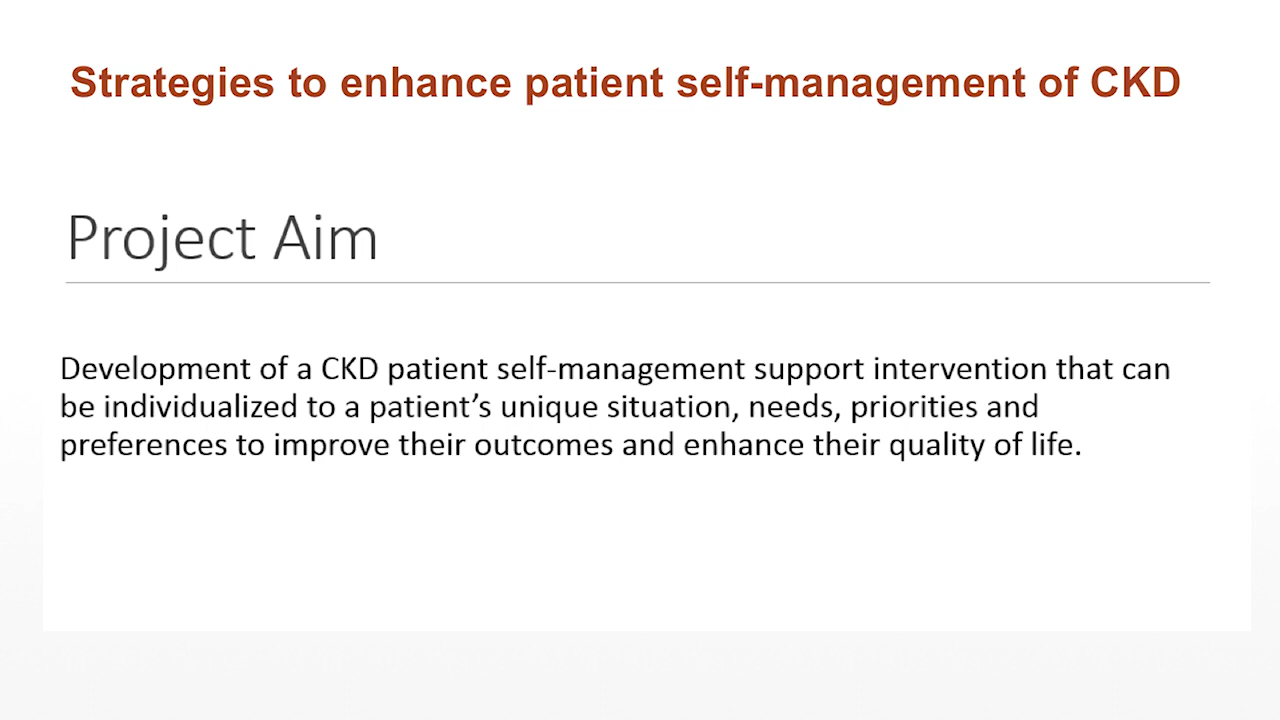 Strategies to enhance patient self-management of CKD
Project Aim
Development of a CKD patient self-management support intervention that can
be individualized to a patient’s unique situation, needs, priorities and
preferences to improve their outcomes and enhance their quality of life.